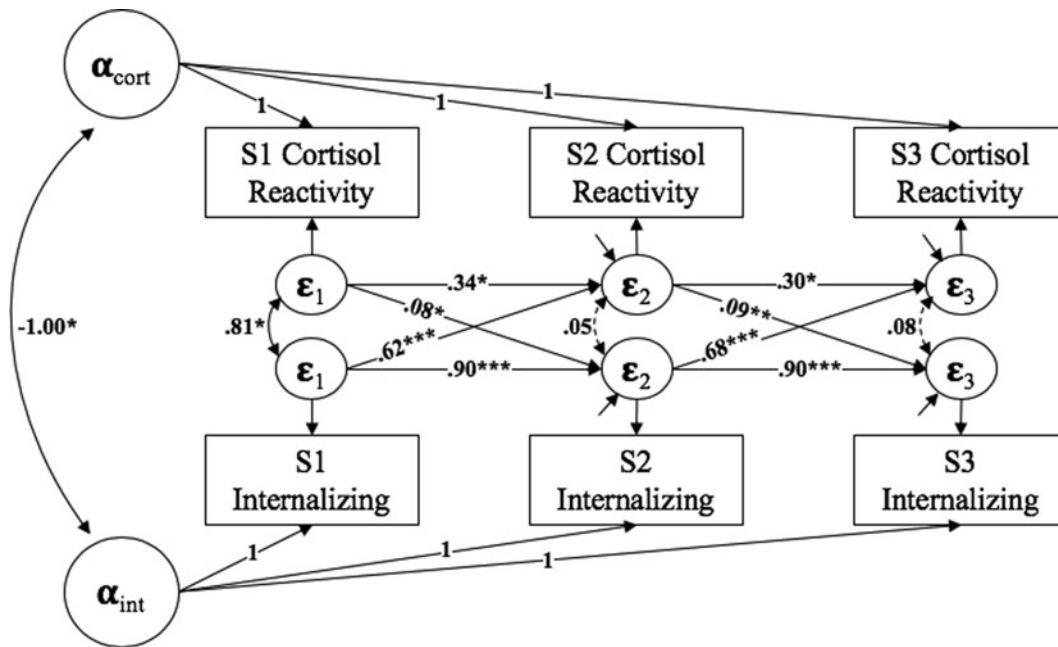 α cort
1
1
1
S1 Cortisol
Reactivity
S2 Cortisol
Reactivity
S3 Cortisol
Reactivity
ε1
.34*
ε2
.30*
ε3
-1.00*
.81*
.08*
.62***
.05
.09**
.68***
.08
ε1
.90***
ε2
.90***
ε3
S1
Internalizing
S2
Internalizing
S3
Internalizing
1
1
1
α int